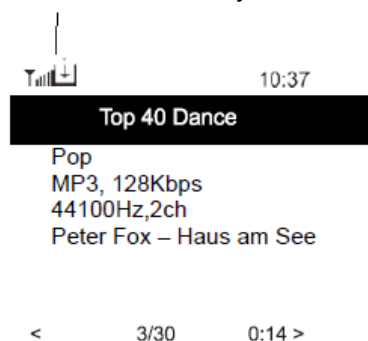 10:37
Top 40 Dance
Pop
MP3, 128Kbps
44100Hz,2ch
Peter Fox – Haus am See
< 3/30 0:14 >